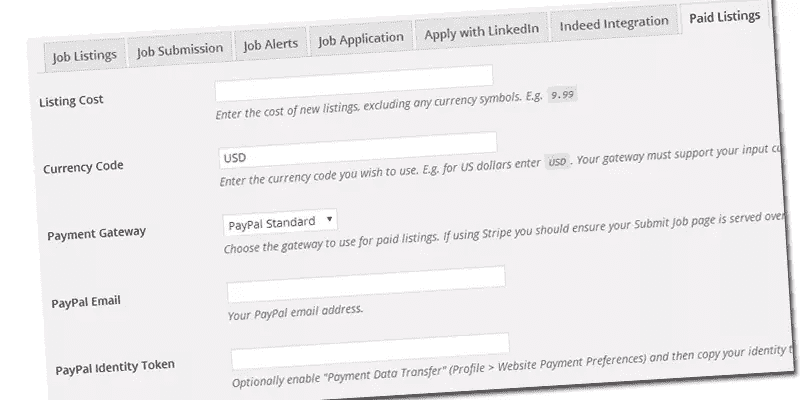 Job Listings Job Submission Job Alerts Job Application Apply with LinkedIn Indeed Integration Paid Listings
Listing Cost
Enter the cost of new listings, excluding any currency symbols. E.g. 9.99
Currency Code USD
Enter the currency code you wish to use. E.g. for US dollars enter USD. Your gateway must support your input
Payment Gateway PayPal Standard
Choose the gateway to use for paid listings. If using Stripe you should ensure your Submit Job page is served over
PayPal Email
Your PayPal email address.
PayPal Identity Token
Optionally enable "Payment Data Transfer" (Profile > Website Payment Preferences) and then copy your identity